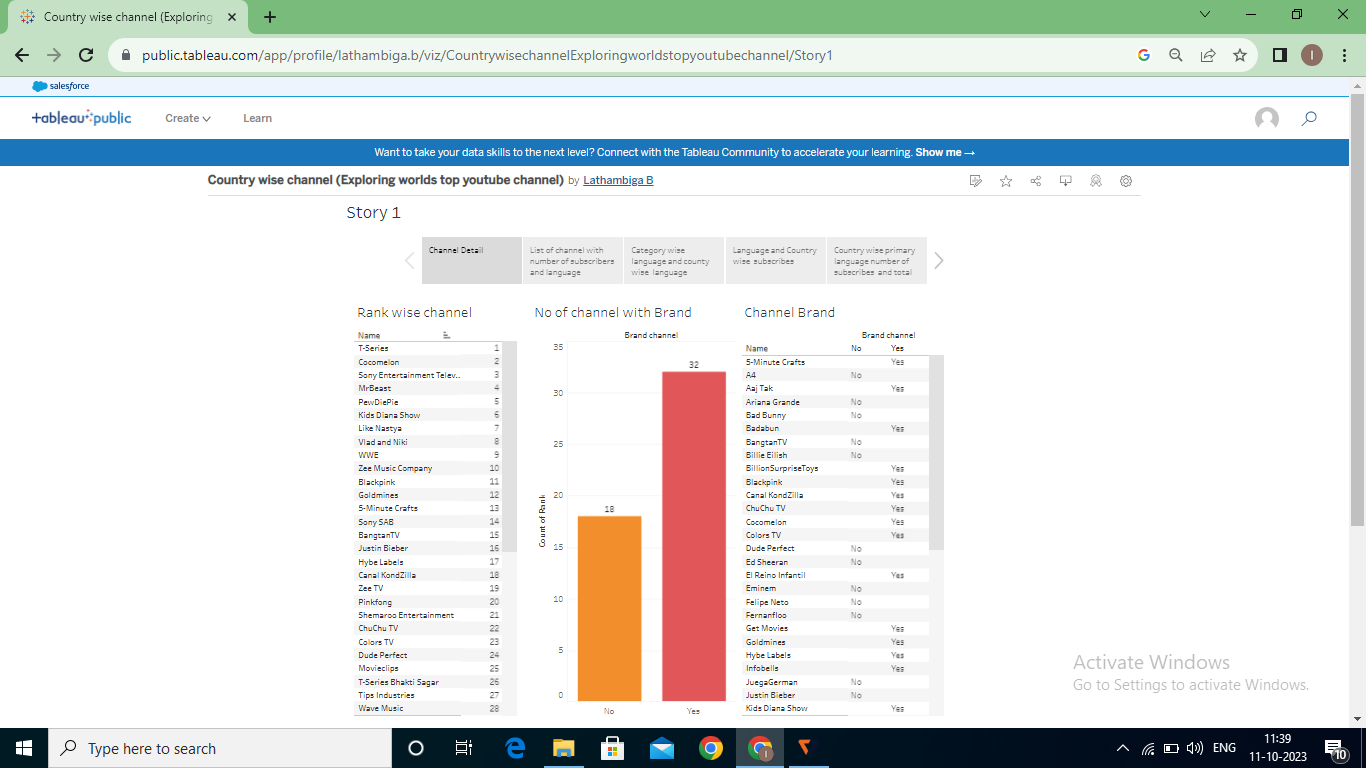 Country wise channel (Exploring
public.tableau.com/app/profile/lathambiga.b/viz/CountrywisechannelExploringworldstopyoutubechannel/Story1
I
salesforce
+ab|eau public
Create
Learn
Want to take your data skills to the next level? Connect with the Tableau Community to accelerate your learning. Show me →
Country wise channel (Exploring worlds top youtube channel) by Lathambiga B
Story 1
Channel Detail
List of channel with
number of subscribers
and language
Category wise
language and county
wise language
Language and Country
wise subscribes
Country wise primary
language number of
subscribes and total
Rank wise channel
Name
T-Series 1
Cocomelon 2
Sony Entertainment Telev.. 3
MrBeast 4
PewDiePie 5
Kids Diana Show 6
Like Nastya 7
Vlad and Niki 8
WWE 9
Zee Music Company 10
Blackpink 11
Goldmines 12
5-Minute Crafts 13
Sony SAB 14
BangtanTV 15
Justin Bieber 16
Hybe Labels 17
Canal KondZilla 18
Zee TV 19
Pinkfong 20
Shemaroo Entertainment 21
ChuChu TV 22
Colors TV 23
Dude Perfect 24
Movieclips 25
T-Series Bhakti Sagar 26
Tips Industries 27
Wave Music 28
No of channel with Brand
Brand channel
35
30
25
20
15
10
5
0
Count of Rank
18
32
No Yes
Channel Brand
Brand channel
Name No Yes
5-Minute Crafts Yes
A4 No
Aaj Tak Yes
Ariana Grande No
Bad Bunny No
Badabun Yes
BangtanTV No
Billie Eilish No
BillionSurpriseToys Yes
Blackpink Yes
Canal KondZilla Yes
ChuChu TV Yes
Cocomelon Yes
Colors TV Yes
Dude Perfect No
Ed Sheeran No
El Reino Infantil Yes
Eminem No
Felipe Neto No
Fernanfloo No
Get Movies Yes
Goldmines Yes
Hybe Labels Yes
Infobells Yes
JuegaGerman No
Justin Bieber No
Kids Diana Show Yes
Activate Windows
Go to Settings to activate Windows.
Type here to search
I
ENG
11:39
11-10-2023
10